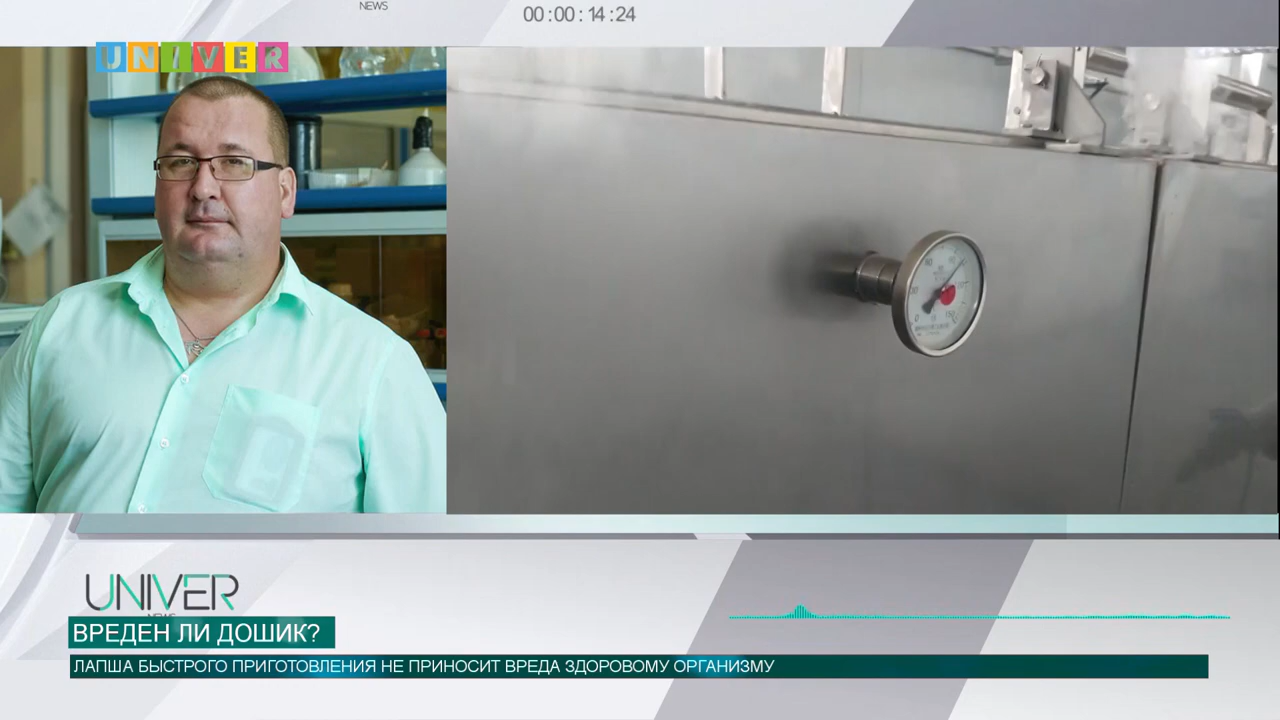 NEWS
00:00:14:24
UNIVER
UNIVER
ВРЕДЕН ЛИ ДОШИК?
ЛАПША БЫСТРОГО ПРИГОТОВЛЕНИЯ НЕ ПРИНОСИТ ВРЕДА ЗДОРОВОМУ ОРГАНИЗМУ